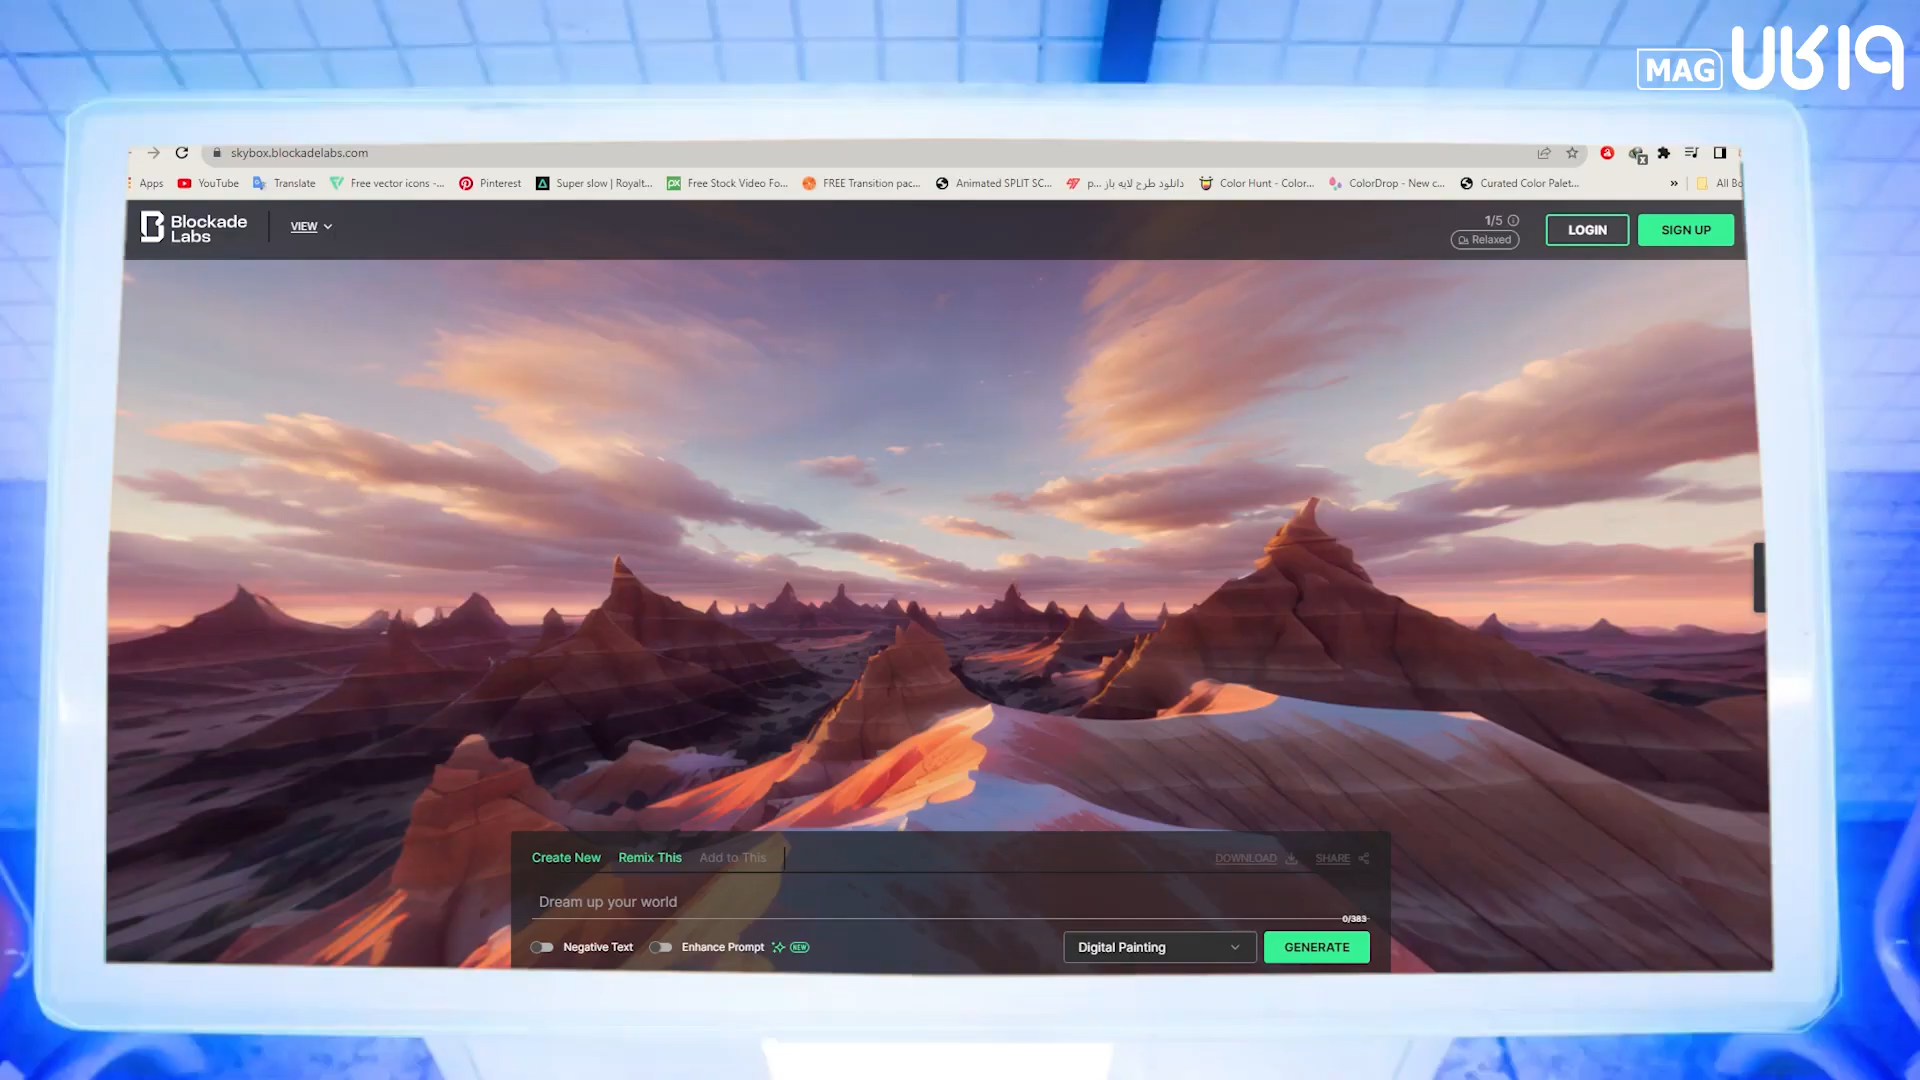 MAG
skybox.blockadelabs.com
Apps YouTube Translate Free vector icons -... Pinterest Super slow | Royalt... Free Stock Video Fo... FREE Transition pac... Animated SPLIT SC... دانلود طرح لایه باز p... Color Hunt - Color... ColorDrop - New c... Curated Color Palet... » All Bo
Blockade
Labs
VIEW
1/5
Relaxed
LOGIN
SIGN UP
Create New Remix This Add to This DOWNLOAD SHARE
Dream up your world
0/383
Negative Text Enhance Prompt NEW Digital Painting GENERATE